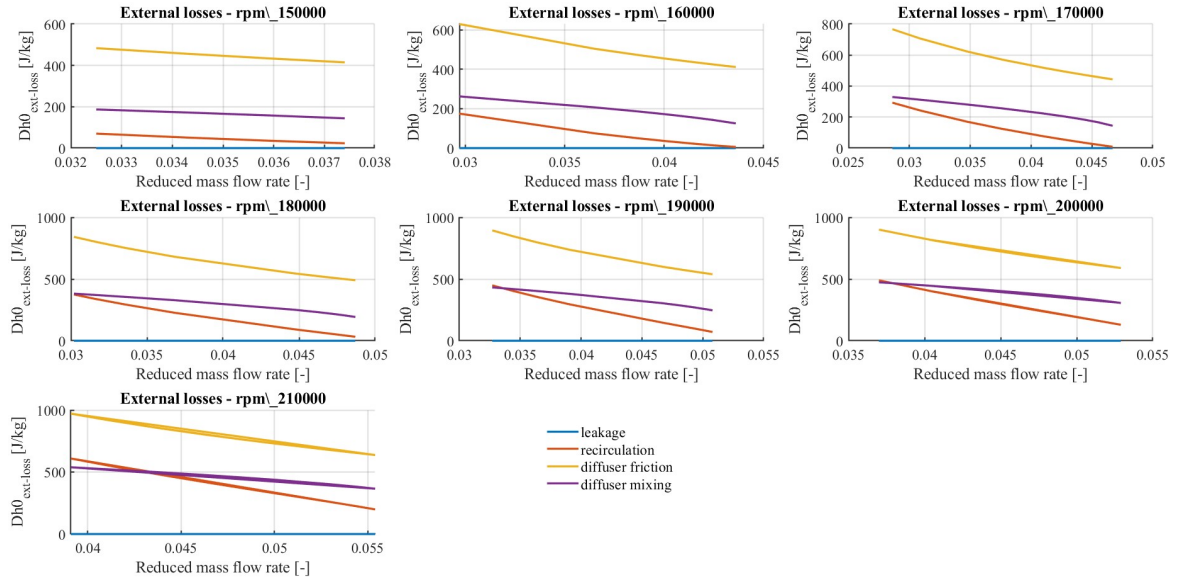 External losses - rpm\_150000
Dh0ext-loss [J/kg]
600
400
200
0
0.032 0.033 0.034 0.035 0.036 0.037 0.038
Reduced mass flow rate [-]
External losses - rpm\_160000
Dh0ext-loss [J/kg]
600
400
200
0
0.03 0.035 0.04 0.045
Reduced mass flow rate [-]
External losses - rpm\_170000
Dh0ext-loss [J/kg]
800
600
400
200
0
0.025 0.03 0.035 0.04 0.045 0.05
Reduced mass flow rate [-]
External losses - rpm\_180000
Dh0ext-loss [J/kg]
1000
500
0
0.03 0.035 0.04 0.045 0.05
Reduced mass flow rate [-]
External losses - rpm\_190000
Dh0ext-loss [J/kg]
1000
500
0
0.03 0.035 0.04 0.045 0.05 0.055
Reduced mass flow rate [-]
External losses - rpm\_200000
Dh0ext-loss [J/kg]
1000
500
0
0.035 0.04 0.045 0.05 0.055
Reduced mass flow rate [-]
External losses - rpm\_210000
Dh0ext-loss [J/kg]
1000
500
0
0.04 0.045 0.05 0.055
Reduced mass flow rate [-]
leakage
recirculation
diffuser friction
diffuser mixing